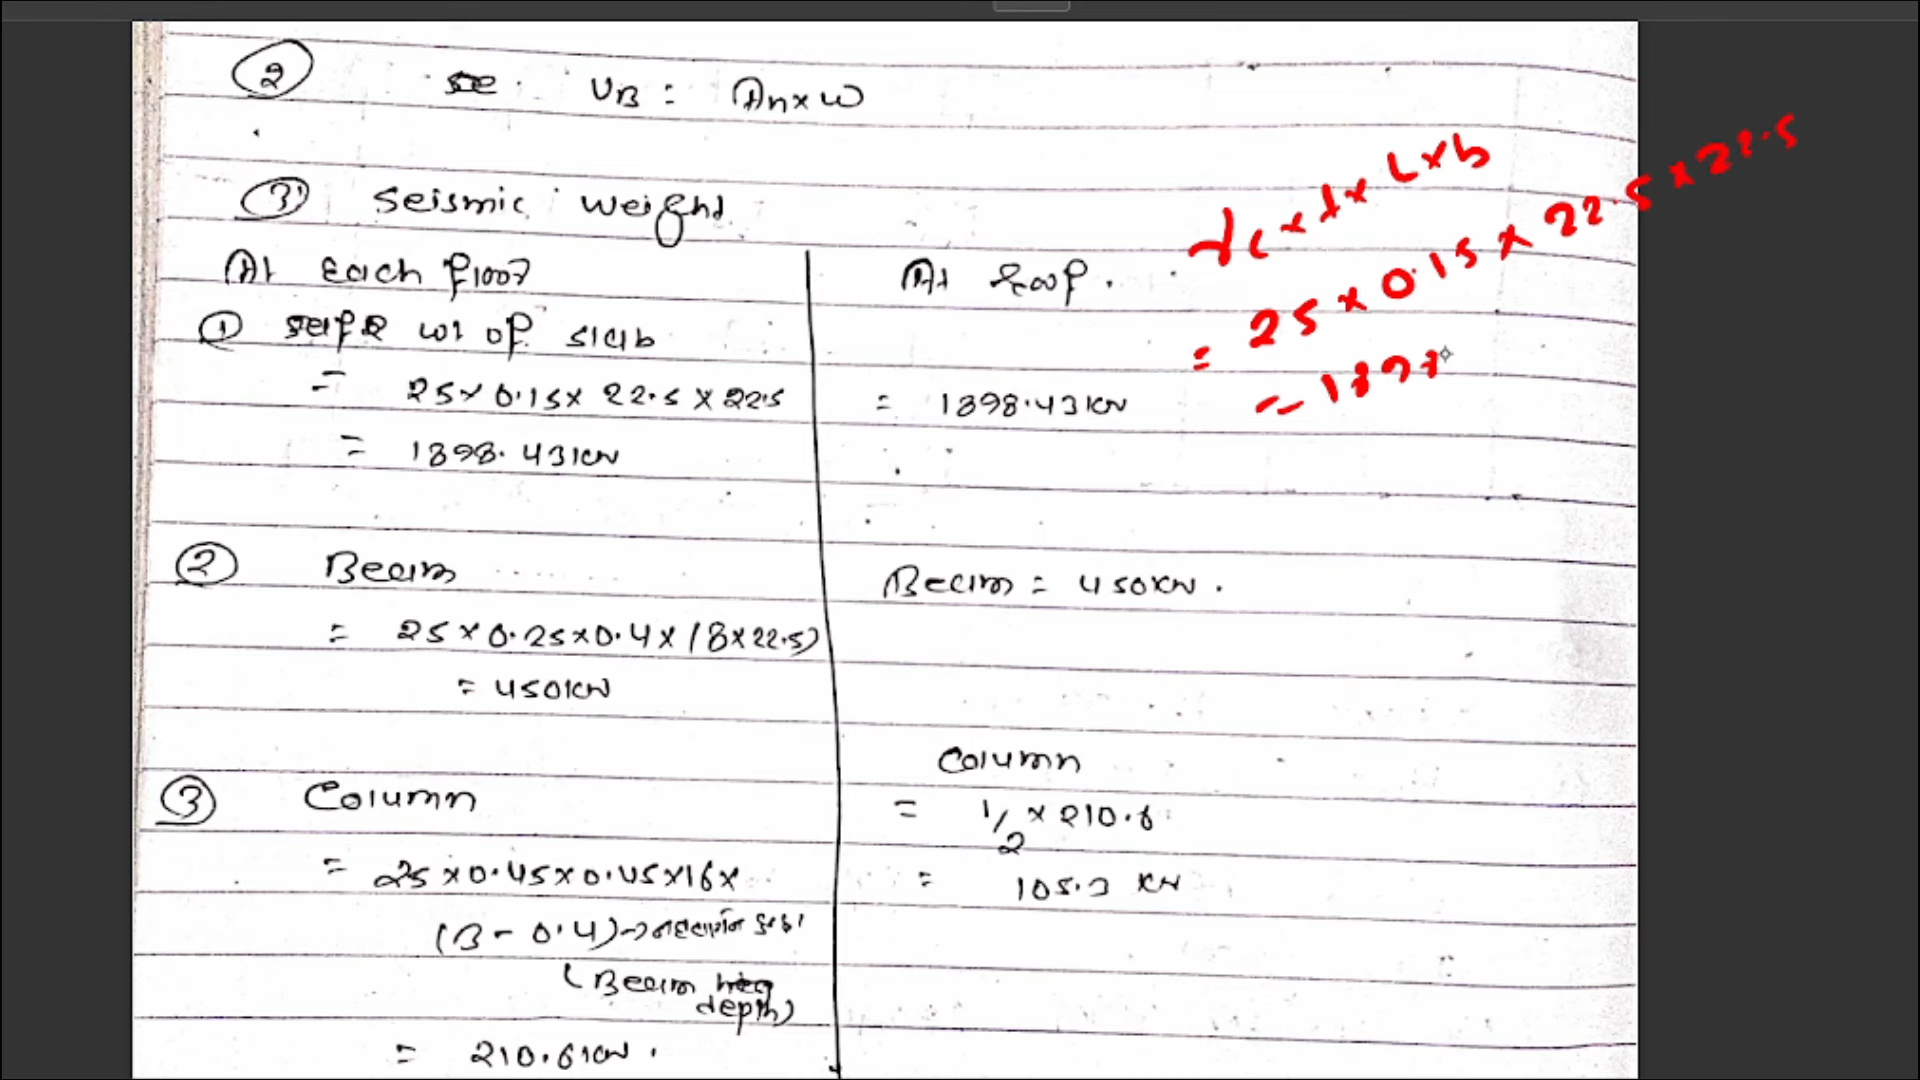 ② VB = Ah x W
③ Seismic weight
At Each floor
① self wt of slab
= 25 x 0.15 x 22.5 x 22.5
= 1898.43 kN
② Beam
= 25 x 0.25 x 0.4 x (8 x 22.5)
= 450 kN
③ Column
= 25 x 0.45 x 0.45 x 16 x
(3 - 0.4) →
(Beam depth)
= 210.6 kN.
At roof.
= 1898.43 kN
Beam = 450 kN.
Column
= 1/2 x 210.6
= 105.3 kN
γc x t x L x b
= 25 x 0.15 x 22.5 x 22.5
= 1898